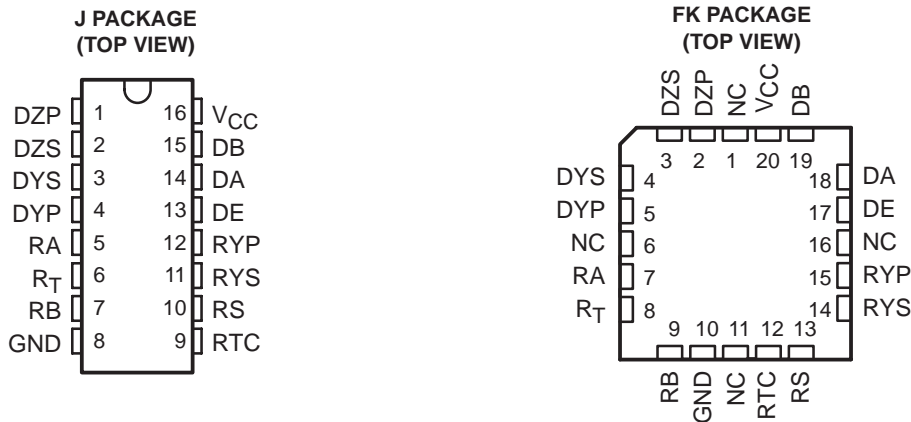 J PACKAGE
(TOP VIEW)
DZP 1 16 VCC
DZS 2 15 DB
DYS 3 14 DA
DYP 4 13 DE
RA 5 12 RYP
RT 6 11 RYS
RB 7 10 RS
GND 8 9 RTC
FK PACKAGE
(TOP VIEW)
DZS DZP NC VCC DB
3 2 1 20 19
DYS 4 18 DA
DYP 5 17 DE
NC 6 16 NC
RA 7 15 RYP
RT 8 14 RYS
9 10 11 12 13
RB GND NC RTC RS